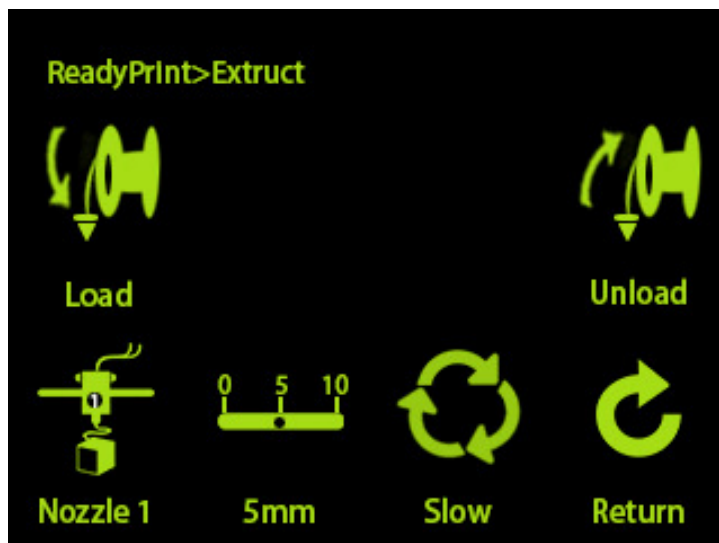 ReadyPrint>Extruct
Load
Unload
1
0 5 10
Nozzle 1
5mm
Slow
Return